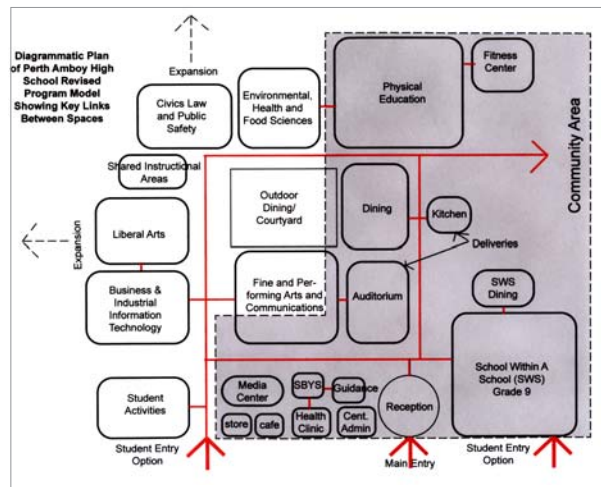 Diagrammatic Plan
of Perth Amboy High
School Revised
Program Model
Showing Key Links
Between Spaces
Expansion
Civics Law
and Public
Safety
Environmental,
Health and
Food Sciences
Physical
Education
Fitness
Center
Community Area
Shared Instructional
Areas
Expansion
Liberal Arts
Outdoor
Dining/
Courtyard
Dining
Kitchen
Deliveries
Business &
Industrial
Information
Technology
Fine and Per-
forming Arts and
Communications
Auditorium
SWS
Dining
School Within A
School (SWS)
Grade 9
Student
Activities
Media
Center
SBYS
Guidance
store
cafe
Health
Clinic
Cent.
Admin
Reception
Student Entry
Option
Main Entry
Student Entry
Option